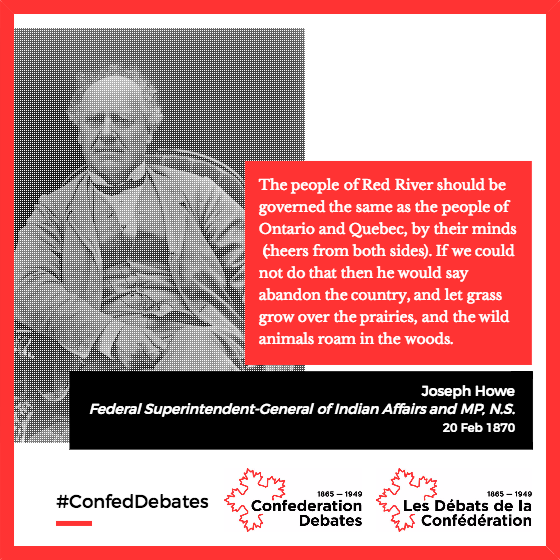 The people of Red River should be
governed the same as the people of
Ontario and Quebec, by their minds
(heers from both sides). If we could
not do that then he would say
abandon the country, and let grass
grow over the prairies, and the wild
animals roam in the woods.
Joseph Howe
Federal Superintendent-General of Indian Affairs and MP, N.S.
20 Feb 1870
#ConfedDebates
1865 — 1949
Confederation
Debates
1865 — 1949
Les Débats de la
Confédération